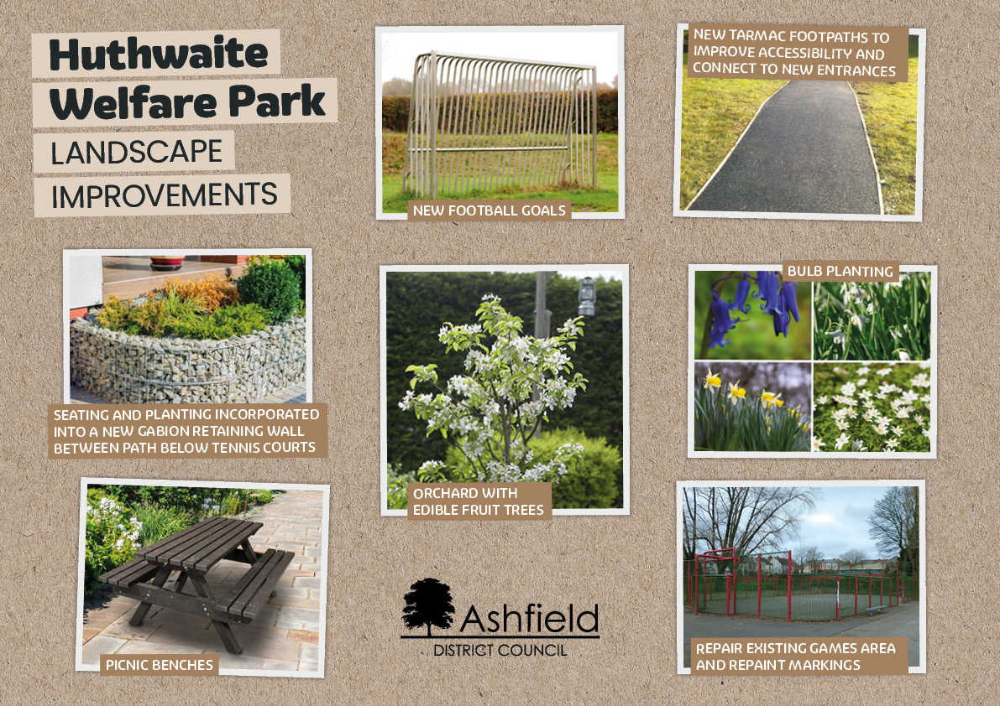 Huthwaite
Welfare Park
LANDSCAPE
IMPROVEMENTS
NEW FOOTBALL GOALS
NEW TARMAC FOOTPATHS TO
IMPROVE ACCESSIBILITY AND
CONNECT TO NEW ENTRANCES
SEATING AND PLANTING INCORPORATED
INTO A NEW GABION RETAINING WALL
BETWEEN PATH BELOW TENNIS COURTS
ORCHARD WITH
EDIBLE FRUIT TREES
BULB PLANTING
PICNIC BENCHES
Ashfield
DISTRICT COUNCIL
REPAIR EXISTING GAMES AREA
AND REPAINT MARKINGS